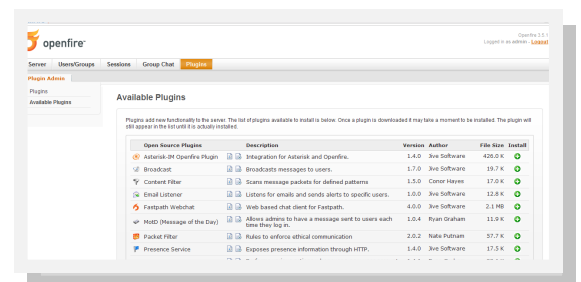 Openfire 3.5.1
openfire
Logged in as admin - Logout
Server Users/Groups Sessions Group Chat Plugins
Plugin Admin
Plugins
Available Plugins
Available Plugins
Plugins add new functionality to the server. The list of plugins available to install is below. Once a plugin is downloaded it may take a moment to be installed. The plugin will
still appear in the list until it is actually installed.
Open Source Plugins Description Version Author File Size Install
Asterisk-IM Openfire Plugin Integration for Asterisk and Openfire. 1.4.0 Jive Software 426.0 K
Broadcast Broadcasts messages to users. 1.7.0 Jive Software 19.7 K
Content Filter Scans message packets for defined patterns 1.5.0 Conor Hayes 17.0 K
Email Listener Listens for emails and sends alerts to specific users. 1.0.0 Jive Software 12.8 K
Fastpath Webchat Web based chat client for Fastpath. 4.0.0 Jive Software 2.1 MB
MotD (Message of the Day) Allows admins to have a message sent to users each
time they log in. 1.0.4 Ryan Graham 11.9 K
Packet Filter Rules to enforce ethical communication 2.0.2 Nate Putnam 57.7 K
Presence Service Exposes presence information through HTTP. 1.4.0 Jive Software 17.5 K